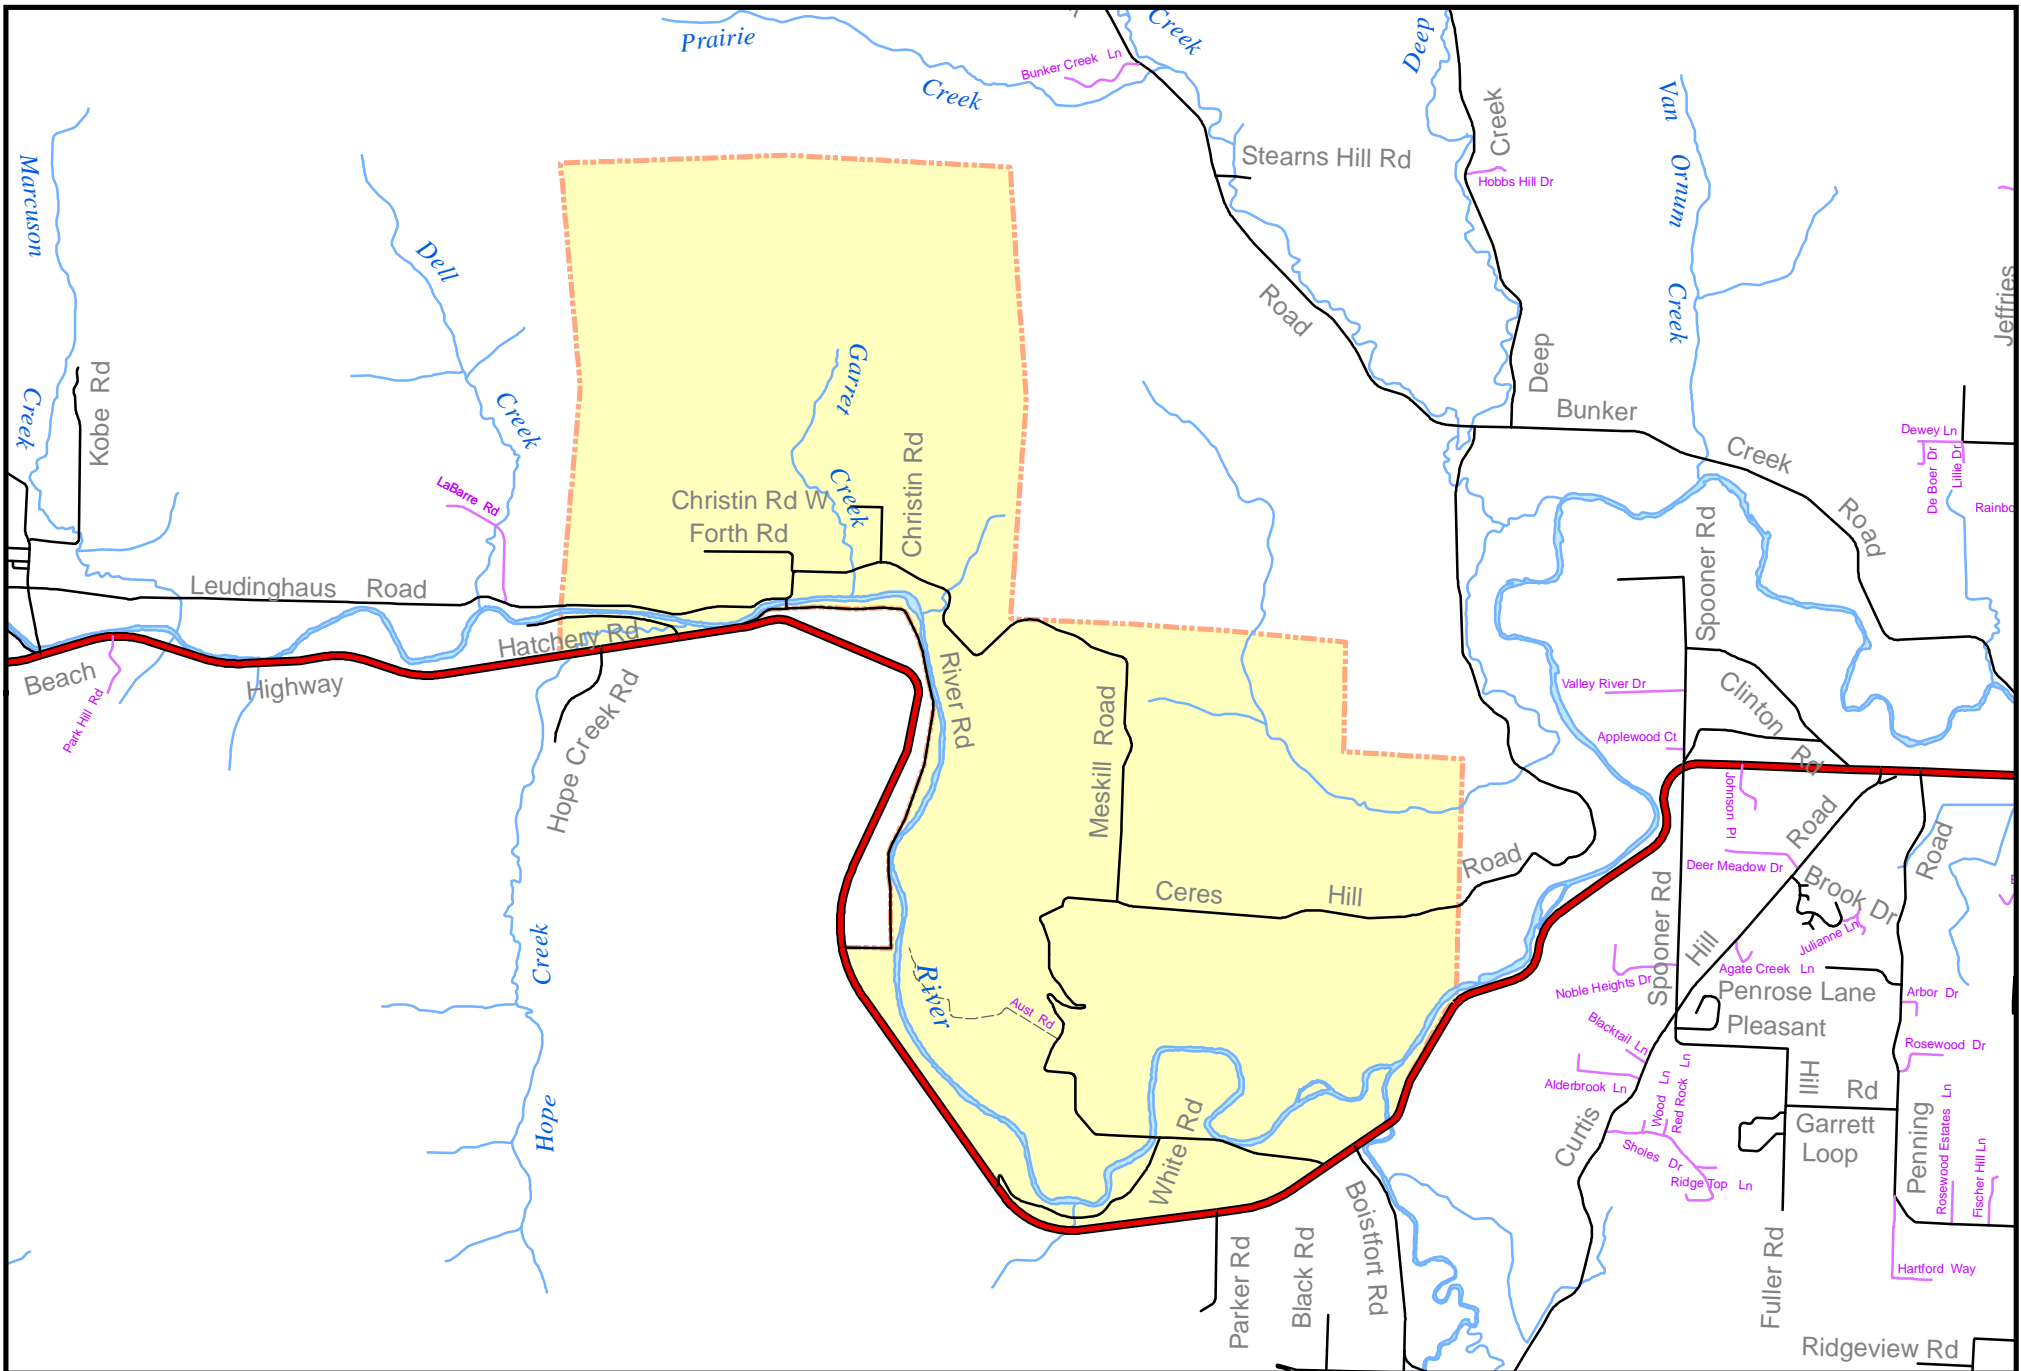 Prairie
Creek
Bunker Creek Ln
Creek
Deep
Creek
Van
Ornum
Creek
Stearns Hill Rd
Hobbs Hill Dr
Marcuson
Creek
Dell
Creek
Road
Deep
Jeffries
Kobe Rd
Garret
Creek
Bunker
Creek
Road
Dewey Ln
De Boer Dr
Lillie Dr
Rainbo
LaBarre Rd
Christin Rd W
Forth Rd
Christin Rd
Leudinghaus Road
Hatchery Rd
Beach
Highway
Park Hill Rd
Hope Creek Rd
River Rd
Meskill Road
Spooner Rd
Valley River Dr
Clinton
Rd
Applewood Ct
Johnson Pl
Road
Deer Meadow Dr
Road
Brook Dr
Julianne Ln
Ceres Hill Road
Spooner Rd
Hill
Agate Creek Ln
Noble Heights Dr
Penrose Lane
Pleasant
Hill
Rd
Arbor Dr
Rosewood Dr
River
Aust Rd
Creek
Hope
Blacktail Ln
Alderbrook Ln
Wood Ln
Red Rock Ln
Garrett
Loop
Penning
Rosewood Estates Ln
Fischer Hill Ln
Curtis
Sholes Dr
Ridge Top Ln
White Rd
Boistfort Rd
Parker Rd
Black Rd
Fuller Rd
Hartford Way
Ridgeview Rd